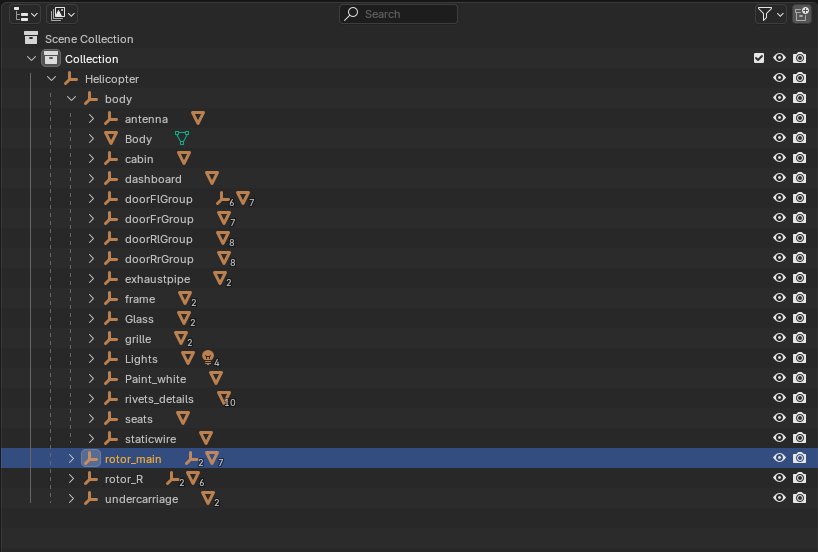 Search
Scene Collection
Collection
Helicopter
body
antenna
Body
cabin
dashboard
doorFlGroup 6 7
doorFrGroup 7
doorRlGroup 8
doorRrGroup 8
exhaustpipe 2
frame 2
Glass 2
grille 2
Lights 4
Paint_white
rivets_details 10
seats
staticwire
rotor_main 2 7
rotor_R 2 6
undercarriage 2